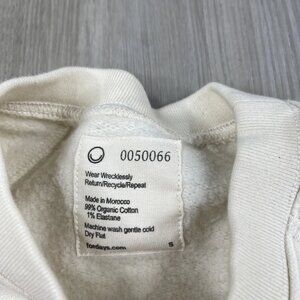 0050066
Wear Wrecklessly
Return/Recycle/Repeat
Made in Morocco
99% Organic Cotton
1% Elastane
Machine wash gentle cold
Dry Flat
fordays.com
S